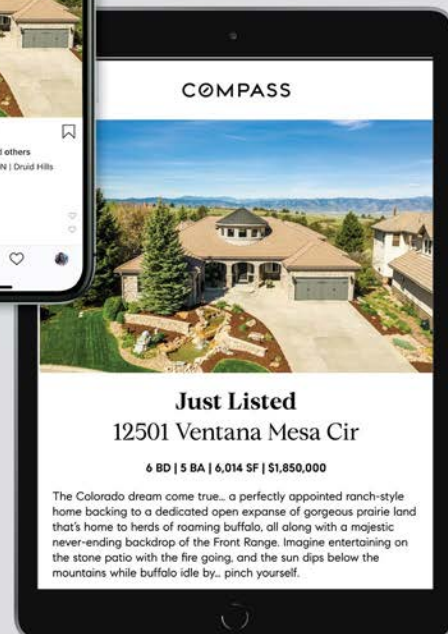 l others
N | Druid Hills
COMPASS
Just Listed
12501 Ventana Mesa Cir
6 BD | 5 BA | 6,014 SF | $1,850,000
The Colorado dream come true... a perfectly appointed ranch-style
home backing to a dedicated open expanse of gorgeous prairie land
that's home to herds of roaming buffalo, all along with a majestic
never-ending backdrop of the Front Range. Imagine entertaining on
the stone patio with the fire going, and the sun dips below the
mountains while buffalo idle by... pinch yourself.